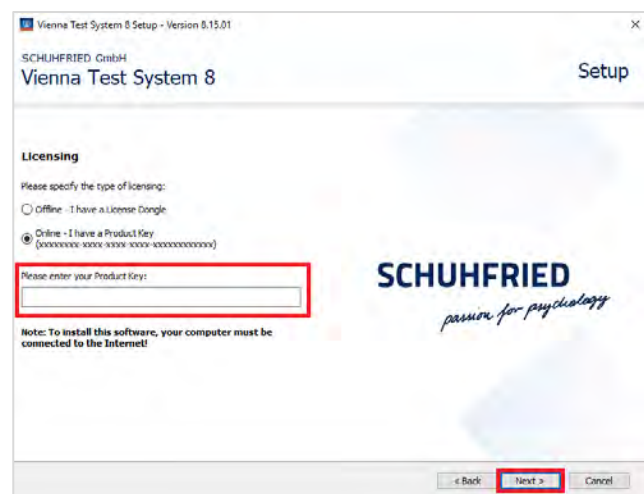 Vienna Test System 8 Setup - Version 8.15.01
SCHUHFRIED GmbH
Vienna Test System 8
Setup
Licensing
Please specify the type of licensing:
Offline - I have a License Dongle
Online - I have a Product Key
(xxxxxxxx-xxxx-xxxx-xxxx-xxxxxxxxxxxx)
Please enter your Product Key:
Note: To install this software, your computer must be
connected to the Internet!
SCHUHFRIED
passion for psychology
< Back
Next >
Cancel